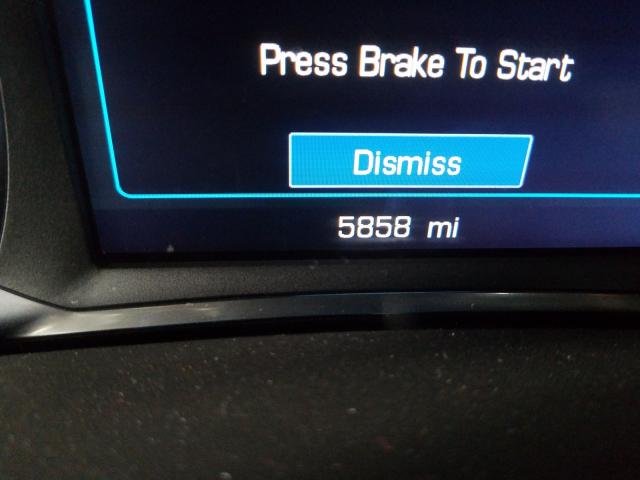 Press Brake To Start
Dismiss
5858 mi